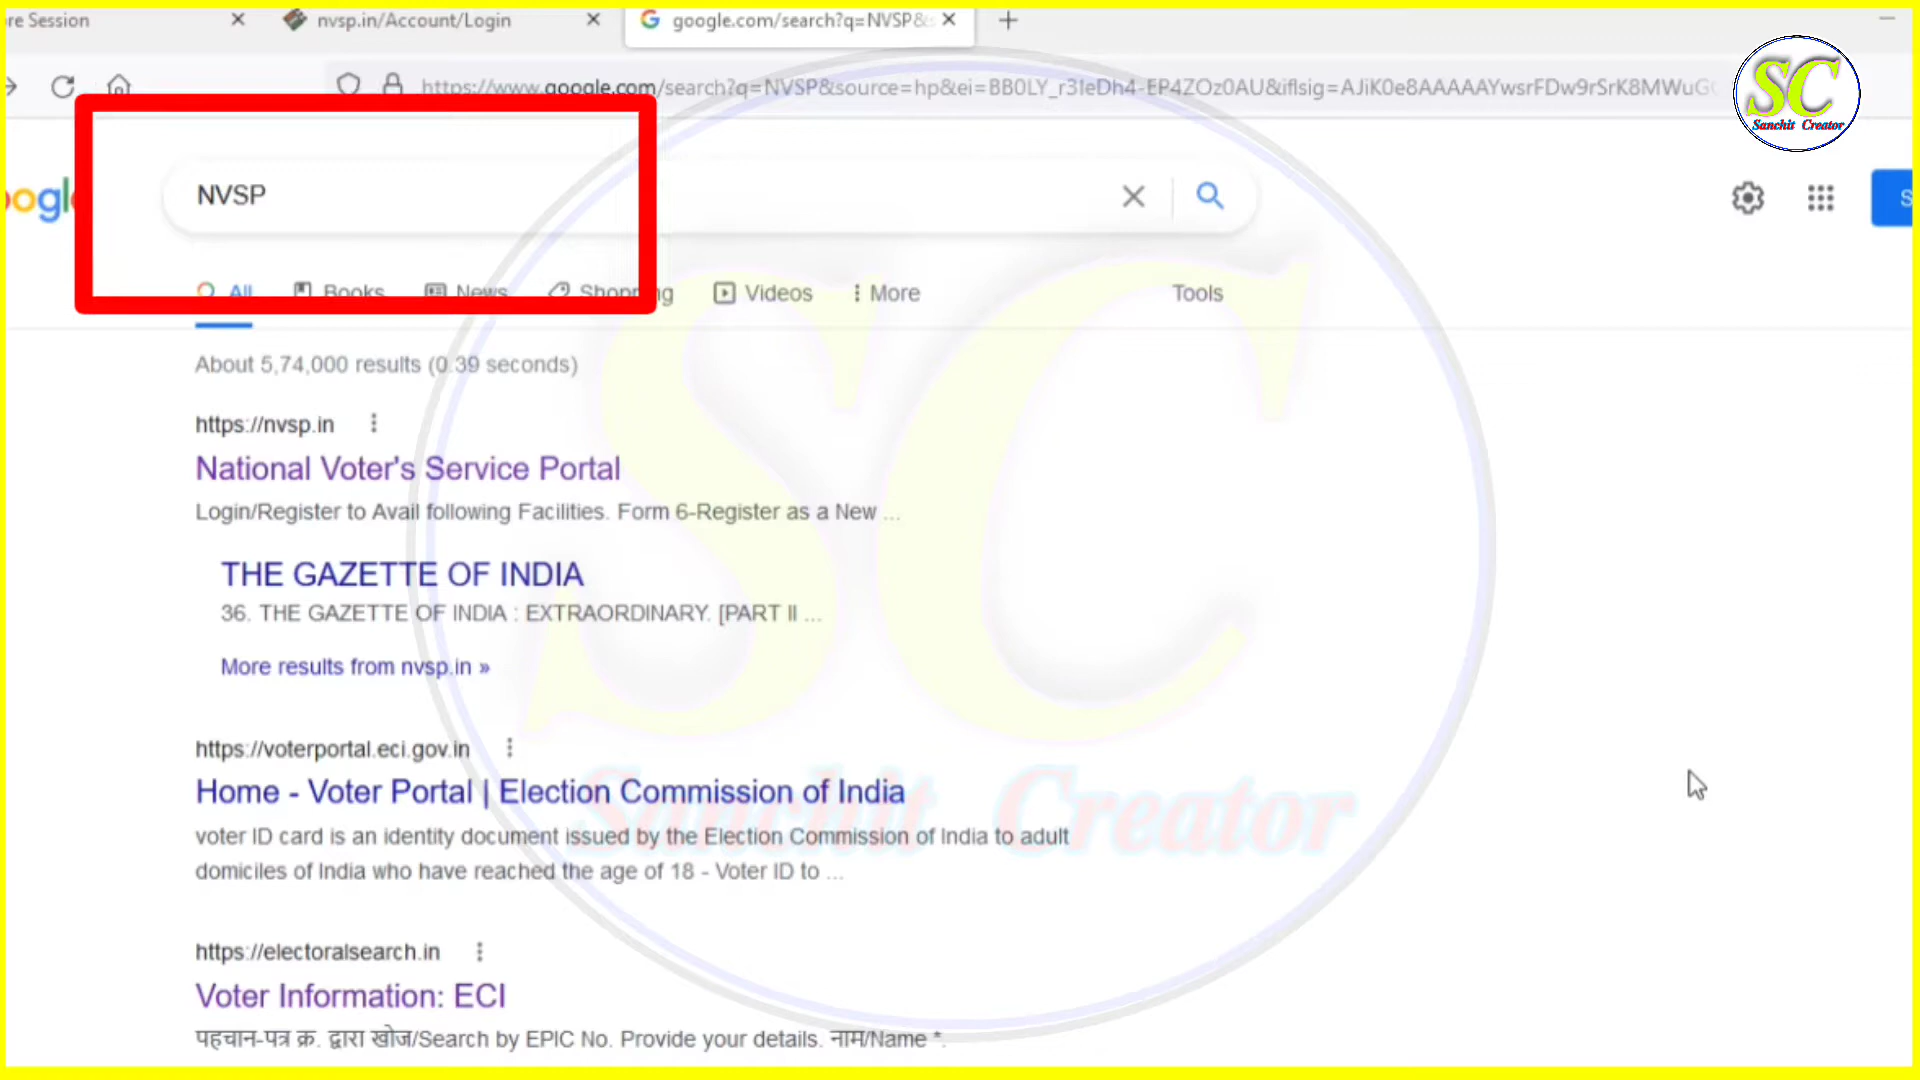 re Session
nvsp.in/Account/Login
google.com/search?q=NVSP&s
https://www.google.com/search?q=NVSP&source=hp&ei=BB0LY_r3IeDh4-EP4ZOz0AU&iflsig=AJiK0e8AAAAAYwsrFDw9rSrK8MWuG
SC
Sanchit Creator
oogle
NVSP
S
All
Books
News
Shopping
Videos
More
Tools
About 5,74,000 results (0.39 seconds)
https://nvsp.in
National Voter's Service Portal
Login/Register to Avail following Facilities. Form 6-Register as a New ...
THE GAZETTE OF INDIA
36. THE GAZETTE OF INDIA : EXTRAORDINARY. [PART II ...
More results from nvsp.in »
https://voterportal.eci.gov.in
Home - Voter Portal | Election Commission of India
voter ID card is an identity document issued by the Election Commission of India to adult
domiciles of India who have reached the age of 18 - Voter ID to ...
https://electoralsearch.in
Voter Information: ECI
पहचान-पत्र क्र. द्वारा खोज/Search by EPIC No. Provide your details. नाम/Name *.
SC
Sanchit Creator